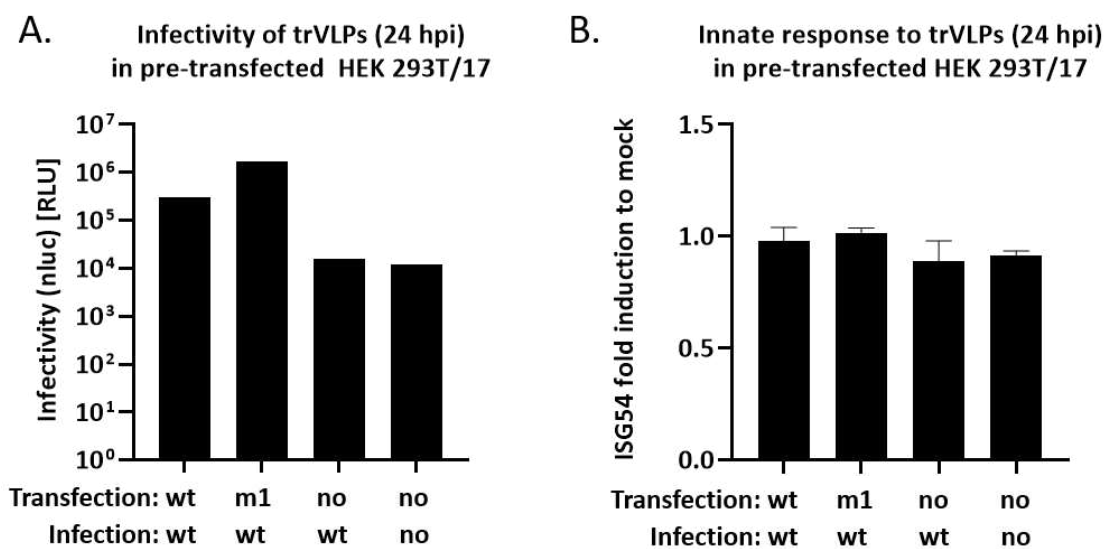 A.
Infectivity of trVLPs (24 hpi)
in pre-transfected HEK 293T/17
Infectivity (nluc) [RLU]
10⁷
10⁶
10⁵
10⁴
10³
10²
10¹
10⁰
Transfection: wt m1 no no
Infection: wt wt wt no
B.
Innate response to trVLPs (24 hpi)
in pre-transfected HEK 293T/17
ISG54 fold induction to mock
1.5
1.0
0.5
0.0
Transfection: wt m1 no no
Infection: wt wt wt no